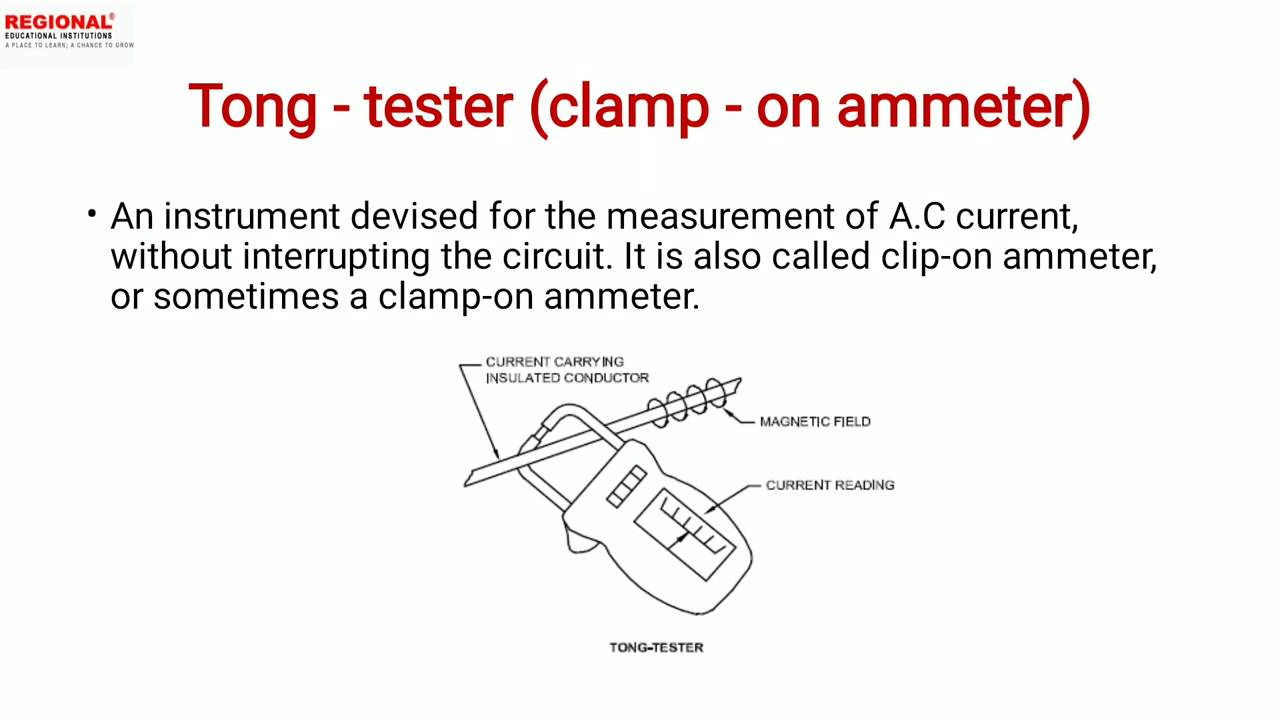 REGIONAL®
EDUCATIONAL INSTITUTIONS
A PLACE TO LEARN; A CHANCE TO GROW
Tong - tester (clamp - on ammeter)
• An instrument devised for the measurement of A.C current,
without interrupting the circuit. It is also called clip-on ammeter,
or sometimes a clamp-on ammeter.
CURRENT CARRYING
INSULATED CONDUCTOR
MAGNETIC FIELD
CURRENT READING
TONG-TESTER